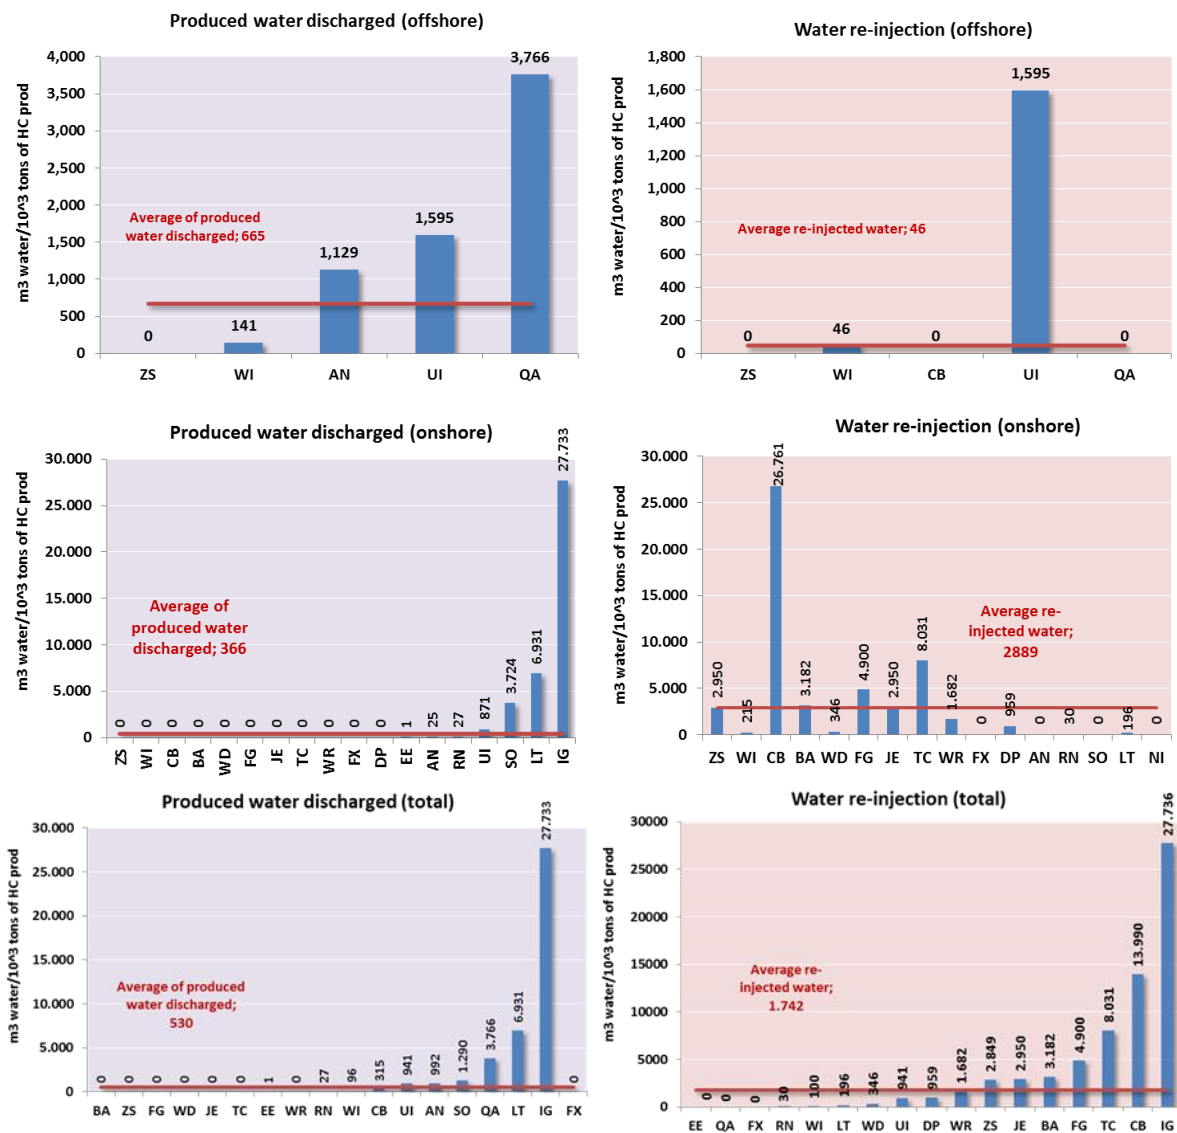 Produced water discharged (offshore)
m3 water/10^3 tons of HC prod
4,000
3,500
3,000
2,500
2,000
1,500
1,000
500
0
Average of produced
water discharged; 665
0
141
1,129
1,595
3,766
ZS WI AN UI QA
Water re-injection (offshore)
m3 water/10^3 tons of HC prod
1,800
1,600
1,400
1,200
1,000
800
600
400
200
0
Average re-injected water; 46
0
46
0
1,595
0
ZS WI CB UI QA
Produced water discharged (onshore)
m3 water/10^3 tons of HC prod
30.000
25.000
20.000
15.000
10.000
5.000
0
Average of
produced water
discharged; 366
0 0 0 0 0 0 0 0 0 0 0 1 25 27 871 3.724 6.931 27.733
ZS WI CB BA WD FG JE TC WR FX DP EE AN RN UI SO LT IG
Water re-injection (onshore)
m3 water/10^3 tons of HC prod
30.000
25.000
20.000
15.000
10.000
5.000
0
Average re-
injected water;
2889
2.950 215 26.761 3.182 346 4.900 2.950 8.031 1.682 0 959 0 30 0 196 0
ZS WI CB BA WD FG JE TC WR FX DP AN RN SO LT NI
Produced water discharged (total)
m3 water/10^3 tons of HC prod
30.000
25.000
20.000
15.000
10.000
5.000
0
Average of produced
water discharged;
530
0 0 0 0 0 0 1 0 27 96 315 941 992 1.290 3.766 6.931 27.733 0
BA ZS FG WD JE TC EE WR RN WI CB UI AN SO QA LT IG FX
Water re-injection (total)
m3 water/10^3 tons of HC prod
30000
25000
20000
15000
10000
5000
0
Average re-
injected water;
1.742
0 0 0 30 100 196 346 941 959 1.682 2.849 2.950 3.182 4.900 8.031 13.990 27.736
EE QA FX RN WI LT WD UI DP WR ZS JE BA FG TC CB IG